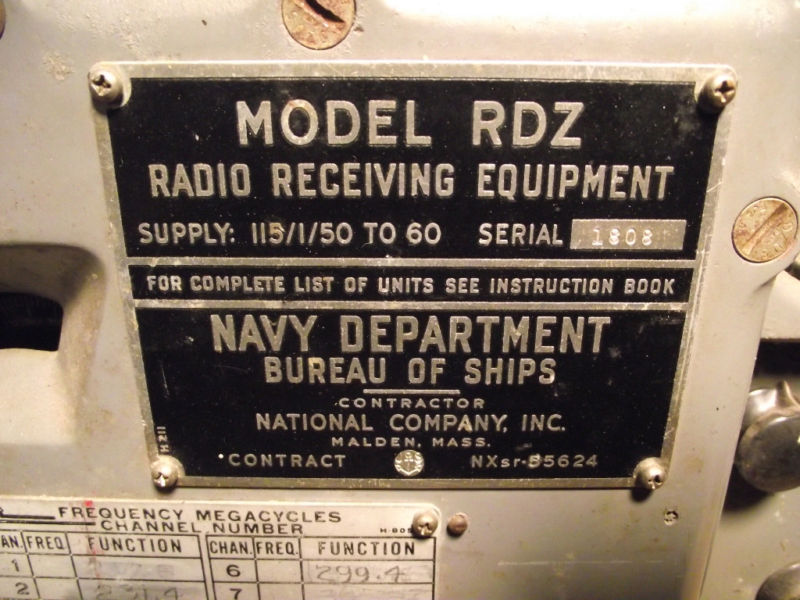 MODEL RDZ
RADIO RECEIVING EQUIPMENT
SUPPLY: 115/1/50 TO 60 SERIAL 1808
FOR COMPLETE LIST OF UNITS SEE INSTRUCTION BOOK
NAVY DEPARTMENT
BUREAU OF SHIPS
CONTRACTOR
NATIONAL COMPANY, INC.
MALDEN, MASS.
CONTRACT NXsr-55624
H211
FREQUENCY MEGACYCLES
CHANNEL NUMBER
FREQ. FUNCTION CHAN. FREQ. FUNCTION
1 6 299.4
2 7